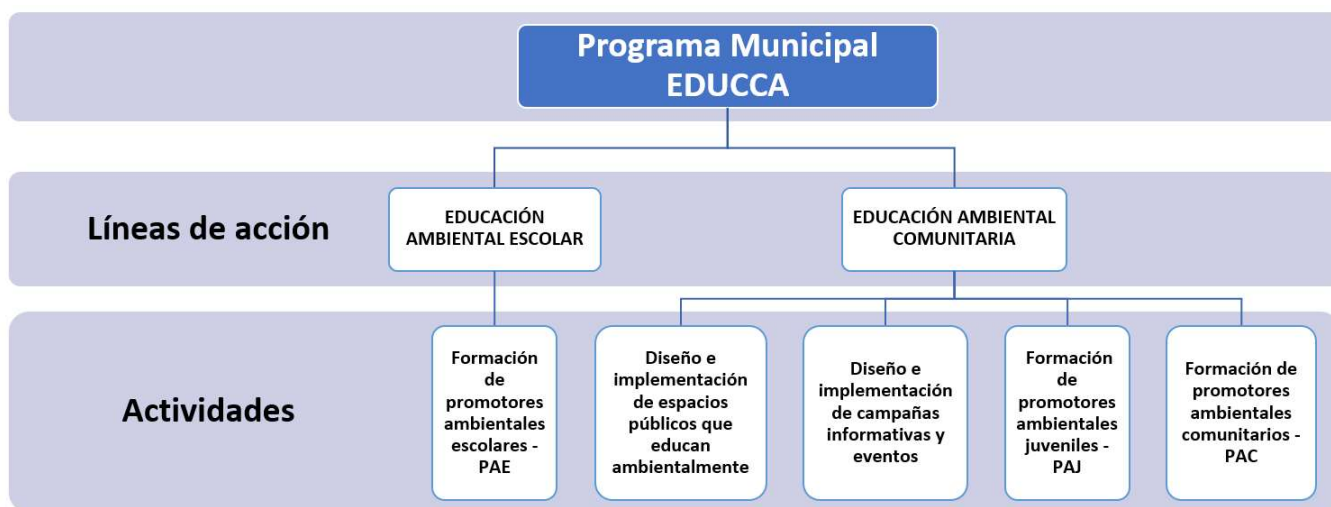 Programa Municipal
EDUCCA
Líneas de acción
EDUCACIÓN
AMBIENTAL ESCOLAR
EDUCACIÓN AMBIENTAL
COMUNITARIA
Actividades
Formación
de
promotores
ambientales
escolares -
PAE
Diseño e
implementación
de espacios
públicos que
educan
ambientalmente
Diseño e
implementación
de campañas
informativas y
eventos
Formación
de
promotores
ambientales
juveniles -
PAJ
Formación de
promotores
ambientales
comunitarios -
PAC